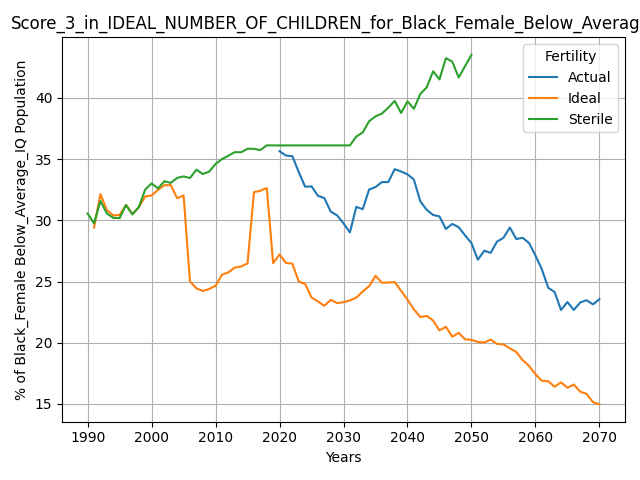 Score_3_in_IDEAL_NUMBER_OF_CHILDREN_for_Black_Female_Below_Averag
% of Black_Female Below_Average_IQ Population
40
35
30
25
20
15
Fertility
Actual
Ideal
Sterile
1990 2000 2010 2020 2030 2040 2050 2060 2070
Years